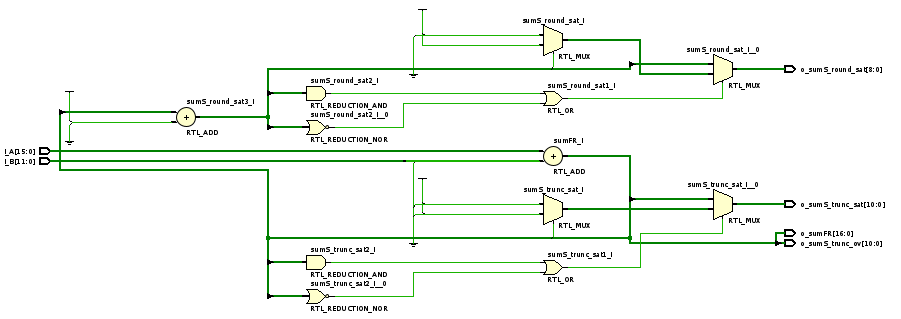 sumS_round_sat_i
RTL_MUX
sumS_round_sat_i__0
o_sumS_round_sat[8:0]
RTL_MUX
sumS_round_sat2_i
RTL_REDUCTION_AND
sumS_round_sat1_i
RTL_OR
sumS_round_sat3_i
+
RTL_ADD
sumS_round_sat2_i__0
RTL_REDUCTION_NOR
i_A[15:0]
i_B[11:0]
sumFR_i
+
RTL_ADD
sumS_trunc_sat_i
RTL_MUX
sumS_trunc_sat_i__0
o_sumS_trunc_sat[10:0]
RTL_MUX
o_sumFR[16:0]
o_sumS_trunc_ov[10:0]
sumS_trunc_sat2_i
RTL_REDUCTION_AND
sumS_trunc_sat1_i
RTL_OR
sumS_trunc_sat2_i__0
RTL_REDUCTION_NOR